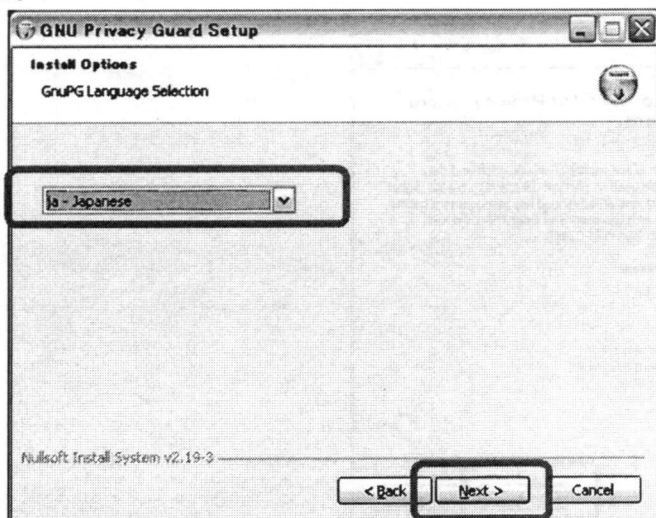 GNU Privacy Guard Setup
Install Options
GnuPG Language Selection
ja - Japanese
Nullsoft Install System v2.19-3
< Back
Next >
Cancel